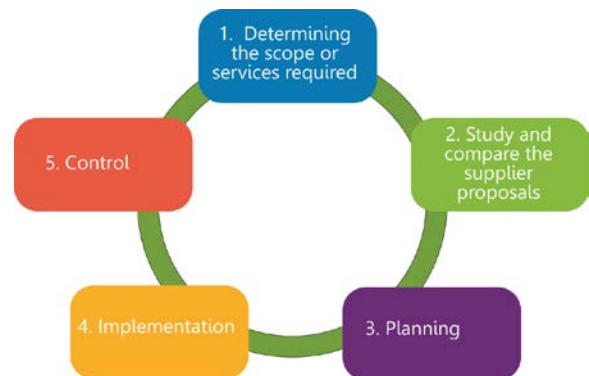 1. Determining
the scope or
services required
2. Study and
compare the
supplier
proposals
3. Planning
4. Implementation
5. Control